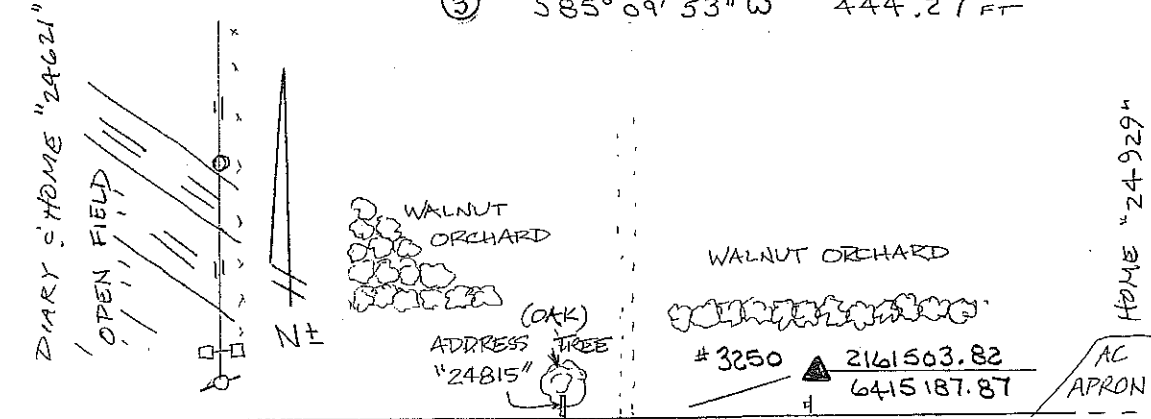 ③ S85°09'53"W 444.27 FT
DIARY & HOME "24621"
OPEN FIELD
N±
WALNUT
ORCHARD
(OAK)
ADDRESS TREE
"24815"
WALNUT ORCHARD
#3250 2161503.82
6415187.87
HOME "24929"
AC
APRON